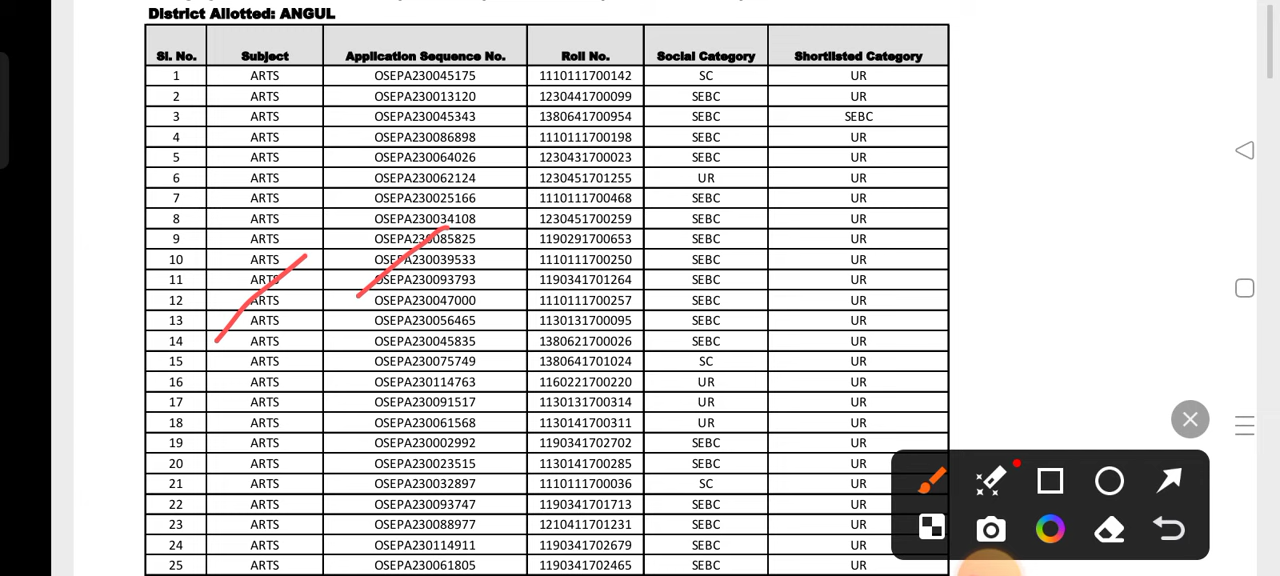 District Allotted: ANGUL
Sl. No. Subject Application Sequence No. Roll No. Social Category Shortlisted Category
1 ARTS OSEPA230045175 1110111700142 SC UR
2 ARTS OSEPA230013120 1230441700099 SEBC UR
3 ARTS OSEPA230045343 1380641700954 SEBC SEBC
4 ARTS OSEPA230086898 1110111700198 SEBC UR
5 ARTS OSEPA230064026 1230431700023 SEBC UR
6 ARTS OSEPA230062124 1230451701255 UR UR
7 ARTS OSEPA230025166 1110111700468 SEBC UR
8 ARTS OSEPA230034108 1230451700259 SEBC UR
9 ARTS OSEPA230085825 1190291700653 SEBC UR
10 ARTS OSEPA230039533 1110111700250 SEBC UR
11 ARTS OSEPA230093793 1190341701264 SEBC UR
12 ARTS OSEPA230047000 1110111700257 SEBC UR
13 ARTS OSEPA230056465 1130131700095 SEBC UR
14 ARTS OSEPA230045835 1380621700026 SEBC UR
15 ARTS OSEPA230075749 1380641701024 SC UR
16 ARTS OSEPA230114763 1160221700220 UR UR
17 ARTS OSEPA230091517 1130131700314 UR UR
18 ARTS OSEPA230061568 1130141700311 UR UR
19 ARTS OSEPA230002992 1190341702702 SEBC UR
20 ARTS OSEPA230023515 1130141700285 SEBC UR
21 ARTS OSEPA230032897 1110111700036 SC UR
22 ARTS OSEPA230093747 1190341701713 SEBC UR
23 ARTS OSEPA230088977 1210411701231 SEBC UR
24 ARTS OSEPA230114911 1190341702679 SEBC UR
25 ARTS OSEPA230061805 1190341702465 SEBC UR